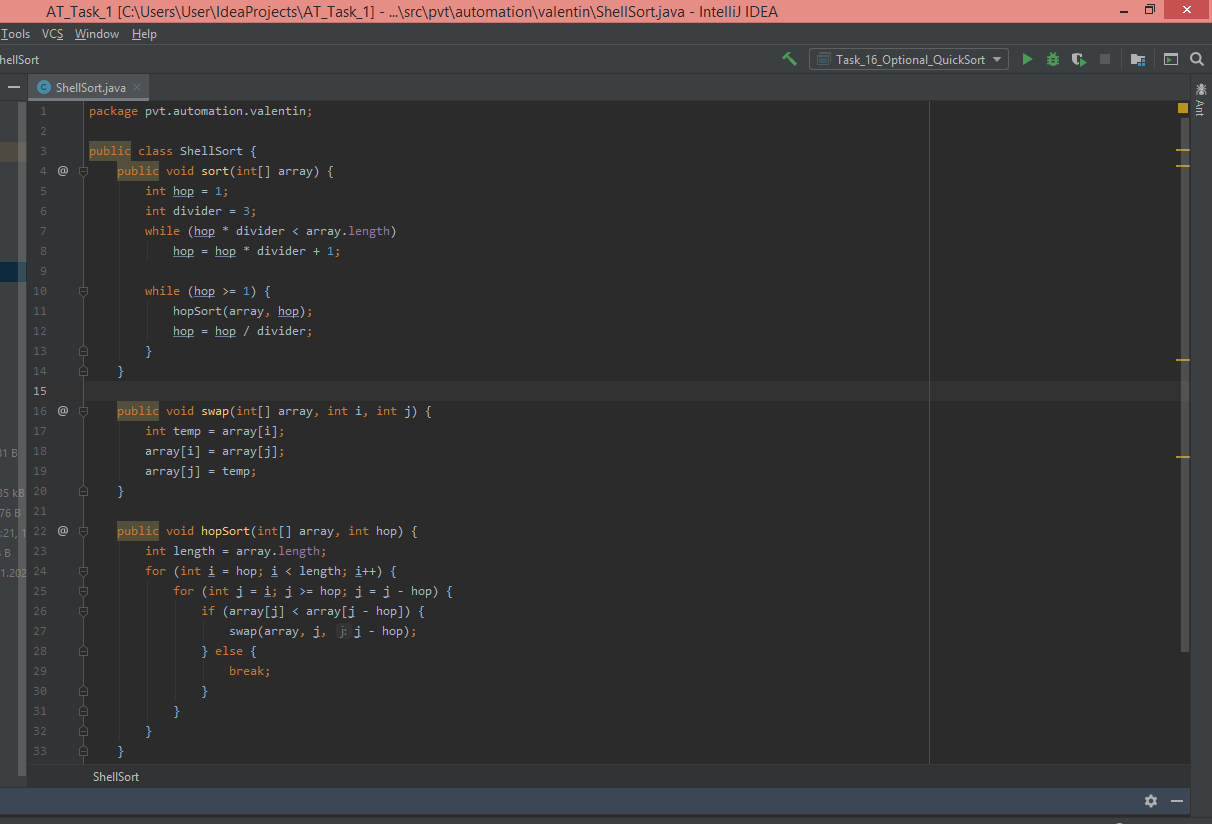 AT_Task_1 [C:\Users\User\IdeaProjects\AT_Task_1] - ...\src\pvt\automation\valentin\ShellSort.java - IntelliJ IDEA
Tools VCS Window Help
hellSort
Task_16_Optional_QuickSort
C ShellSort.java
Ant
1 package pvt.automation.valentin;
2
3 public class ShellSort {
4 @ public void sort(int[] array) {
5 int hop = 1;
6 int divider = 3;
7 while (hop * divider < array.length)
8 hop = hop * divider + 1;
9
10 while (hop >= 1) {
11 hopSort(array, hop);
12 hop = hop / divider;
13 }
14 }
15
16 @ public void swap(int[] array, int i, int j) {
17 int temp = array[i];
18 array[i] = array[j];
31 B
19 array[j] = temp;
35 kB 20 }
76 B 21
:21, 1 22 @ public void hopSort(int[] array, int hop) {
B 23 int length = array.length;
1.202 24 for (int i = hop; i < length; i++) {
25 for (int j = i; j >= hop; j = j - hop) {
26 if (array[j] < array[j - hop]) {
27 swap(array, j, j: j - hop);
28 } else {
29 break;
30 }
31 }
32 }
33 }
ShellSort